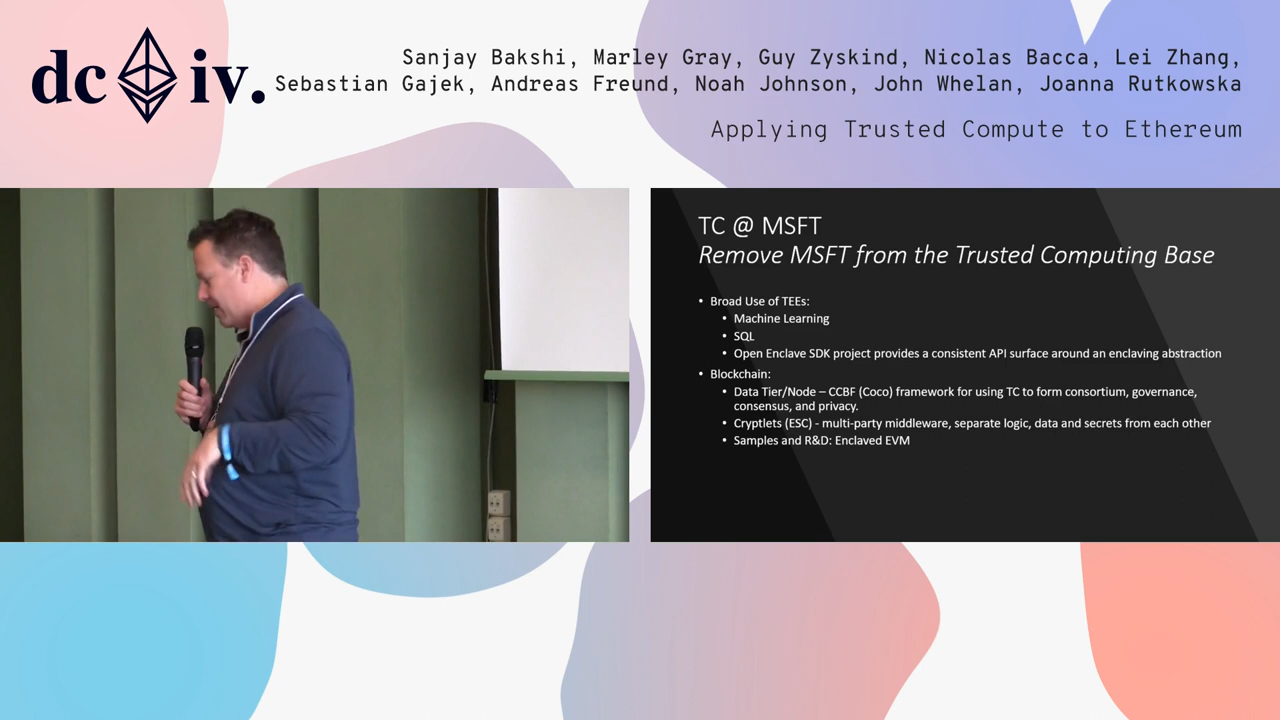 dc iv.
Sanjay Bakshi, Marley Gray, Guy Zyskind, Nicolas Bacca, Lei Zhang,
Sebastian Gajek, Andreas Freund, Noah Johnson, John Whelan, Joanna Rutkowska
Applying Trusted Compute to Ethereum
TC @ MSFT
Remove MSFT from the Trusted Computing Base
• Broad Use of TEEs:
• Machine Learning
• SQL
• Open Enclave SDK project provides a consistent API surface around an enclaving abstraction
• Blockchain:
• Data Tier/Node – CCBF (Coco) framework for using TC to form consortium, governance,
consensus, and privacy.
• Cryptlets (ESC) - multi-party middleware, separate logic, data and secrets from each other
• Samples and R&D: Enclaved EVM